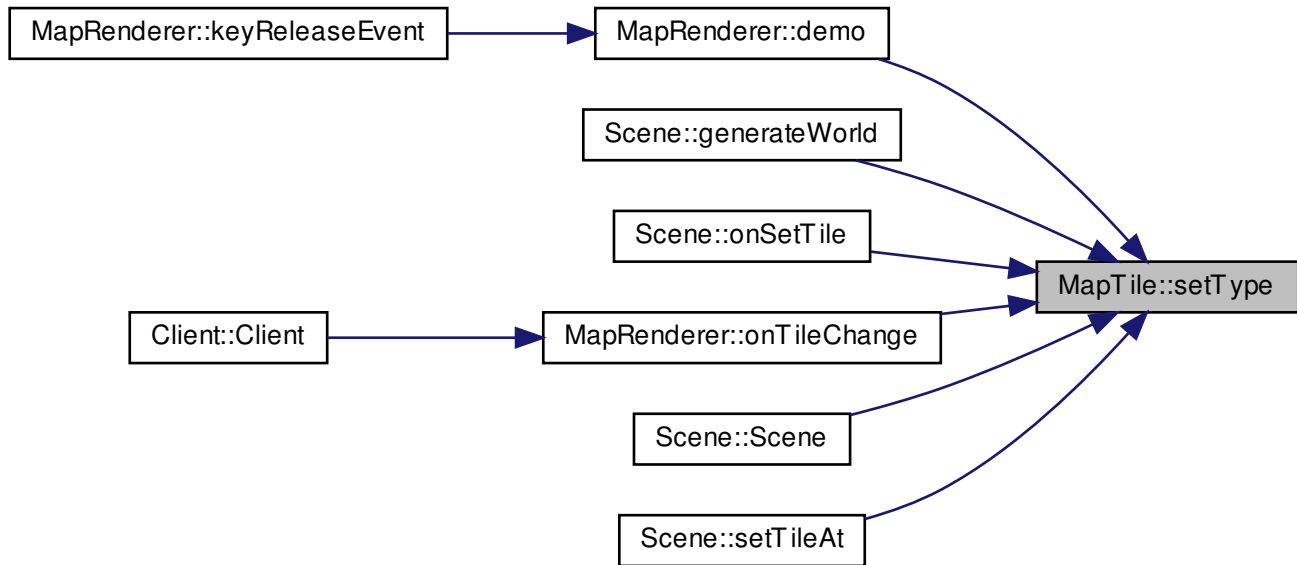 MapRenderer::keyReleaseEvent
MapRenderer::demo
Scene::generateWorld
Scene::onSetTile
MapTile::setType
Client::Client
MapRenderer::onTileChange
Scene::Scene
Scene::setTileAt